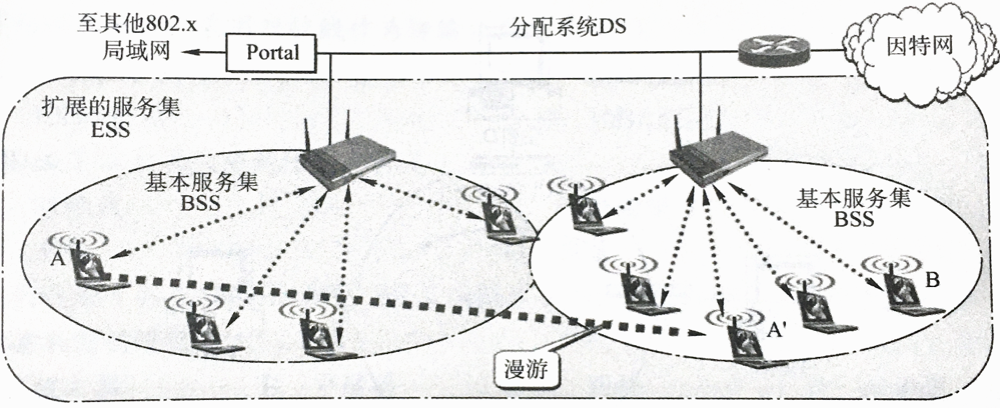 至其他802.x
局域网
Portal
分配系统DS
因特网
扩展的服务集
ESS
基本服务集
BSS
基本服务集
BSS
A
B
A'
漫游